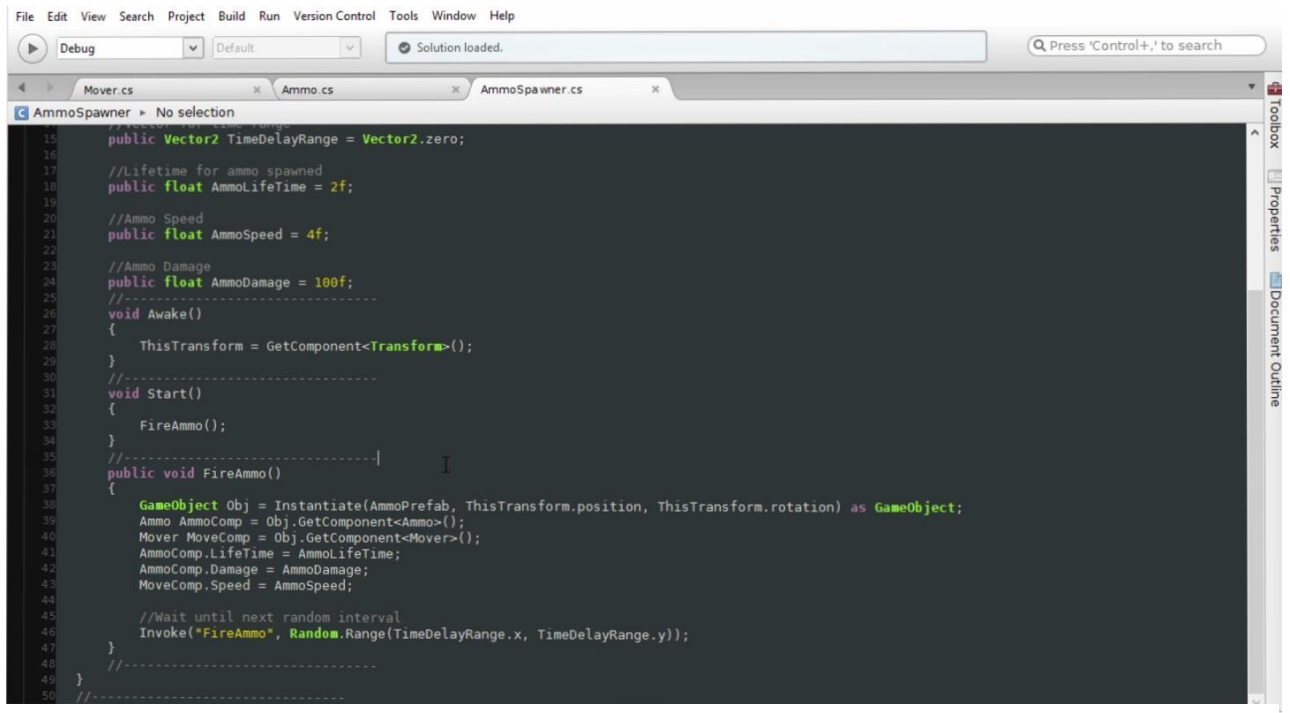 File Edit View Search Project Build Run Version Control Tools Window Help
Debug Default Solution loaded. Press 'Control+,' to search
Mover.cs Ammo.cs AmmoSpawner.cs
AmmoSpawner No selection
15 public Vector2 TimeDelayRange = Vector2.zero;
16
17 //Lifetime for ammo spawned
18 public float AmmoLifeTime = 2f;
19
20 //Ammo Speed
21 public float AmmoSpeed = 4f;
22
23 //Ammo Damage
24 public float AmmoDamage = 100f;
25 //--------------------------------
26 void Awake()
27 {
28 ThisTransform = GetComponent<Transform>();
29 }
30 //--------------------------------
31 void Start()
32 {
33 FireAmmo();
34 }
35 //--------------------------------
36 public void FireAmmo()
37 {
38 GameObject Obj = Instantiate(AmmoPrefab, ThisTransform.position, ThisTransform.rotation) as GameObject;
39 Ammo AmmoComp = Obj.GetComponent<Ammo>();
40 Mover MoveComp = Obj.GetComponent<Mover>();
41 AmmoComp.LifeTime = AmmoLifeTime;
42 AmmoComp.Damage = AmmoDamage;
43 MoveComp.Speed = AmmoSpeed;
44
45 //Wait until next random interval
46 Invoke("FireAmmo", Random.Range(TimeDelayRange.x, TimeDelayRange.y));
47 }
48 //--------------------------------
49 }
50 //--------------------------------
Toolbox
Properties
Document Outline